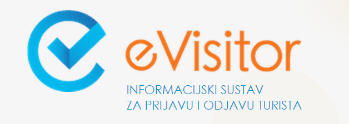 eVisitor
INFORMACIJSKI SUSTAV
ZA PRIJAVU I ODJAVU TURISTA